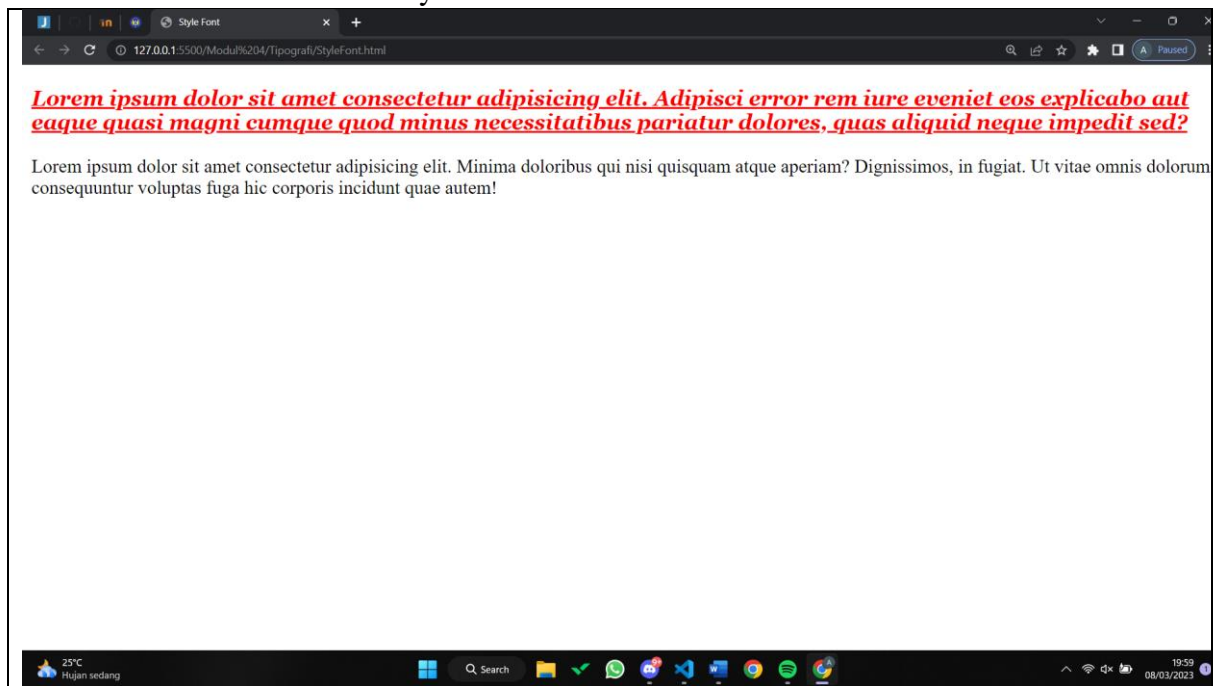 Style Font
127.0.0.1:5500/Modul%204/Tipografi/StyleFont.html
A Paused
Lorem ipsum dolor sit amet consectetur adipisicing elit. Adipisci error rem iure eveniet eos explicabo aut
eaque quasi magni cumque quod minus necessitatibus pariatur dolores, quas aliquid neque impedit sed?
Lorem ipsum dolor sit amet consectetur adipisicing elit. Minima doloribus qui nisi quisquam atque aperiam? Dignissimos, in fugiat. Ut vitae omnis dolorum
consequuntur voluptas fuga hic corporis incidunt quae autem!
25°C
Hujan sedang
Search
19:59
08/03/2023
1